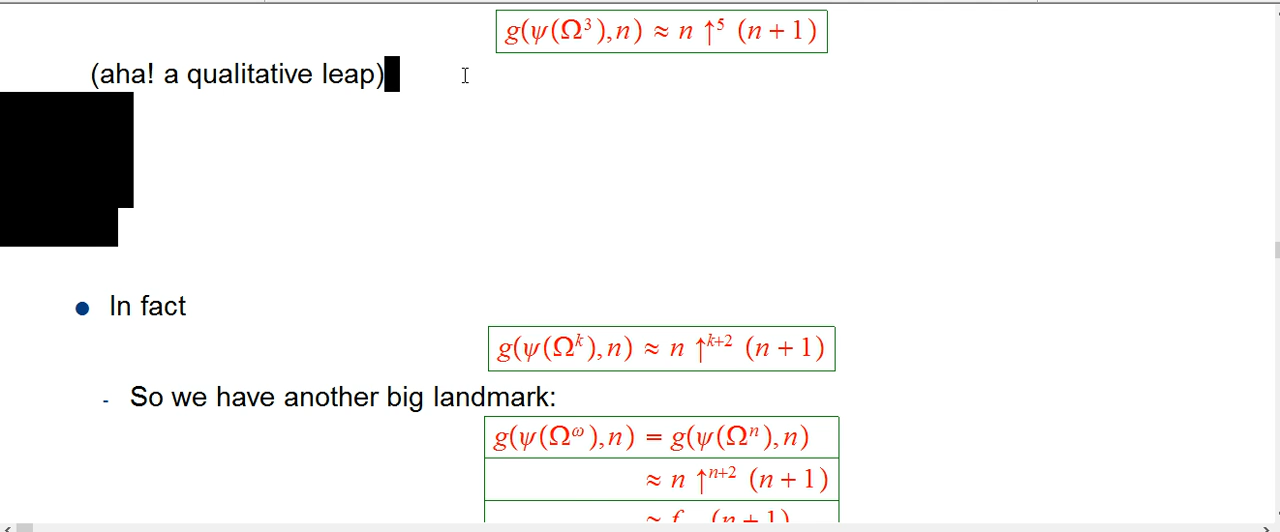 g(ψ(Ω³),n) ≈ n ↑⁵ (n + 1)
(aha! a qualitative leap)
● In fact
g(ψ(Ωᵏ),n) ≈ n ↑ᵏ⁺² (n + 1)
- So we have another big landmark:
g(ψ(Ω^ω),n) = g(ψ(Ωⁿ),n)
≈ n ↑ⁿ⁺² (n + 1)